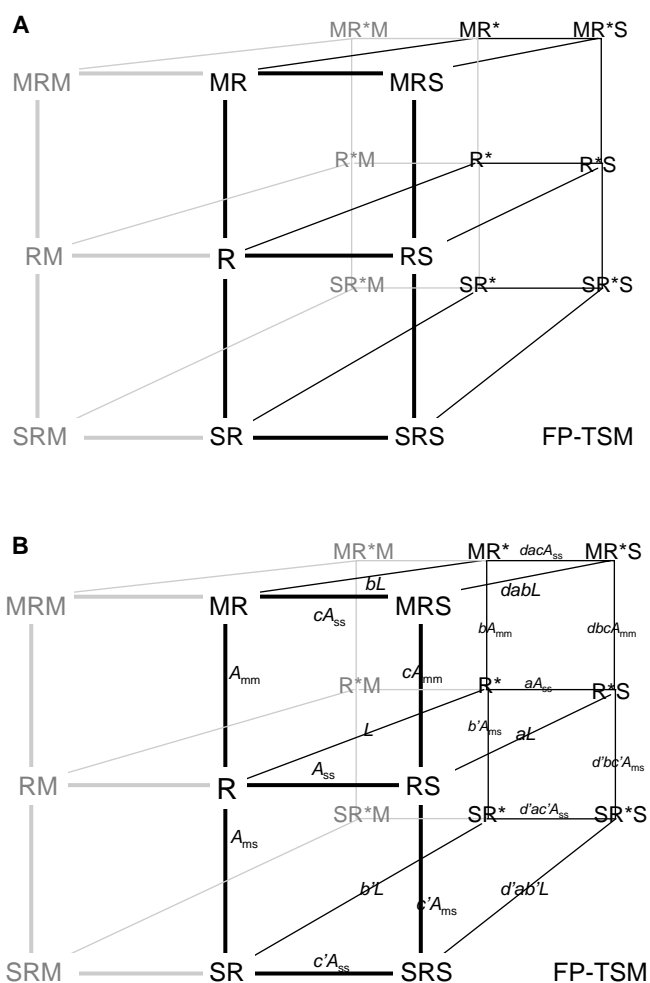 A
MR*M MR* MR*S
MRM MR MRS
R*M R* R*S
RM R RS
SR*M SR* SR*S
SRM SR SRS FP-TSM
B
MR*M MR* dacAss MR*S
bL dabL
MRM MR MRS
cAss
bAmm dbcAmm
Amm cAmm
R*M R* aAss R*S
L b'Ams aL
Ass d'bc'Ams
RM R RS
SR*M SR* d'ac'Ass SR*S
Ams
b'L c'Ams d'ab'L
c'Ass
SRM SR SRS FP-TSM